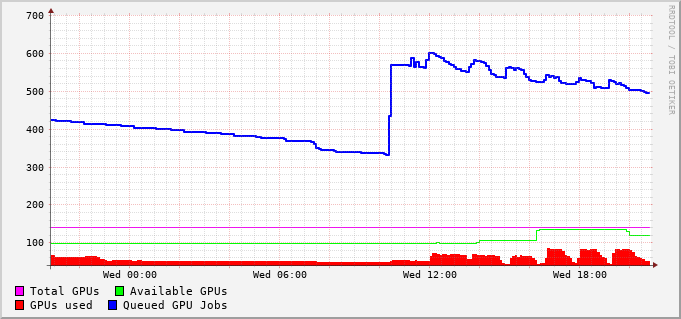 700
600
500
400
300
200
100
Wed 00:00 Wed 06:00 Wed 12:00 Wed 18:00
Total GPUs Available GPUs
GPUs used Queued GPU Jobs
RRDTOOL / TOBI OETIKER